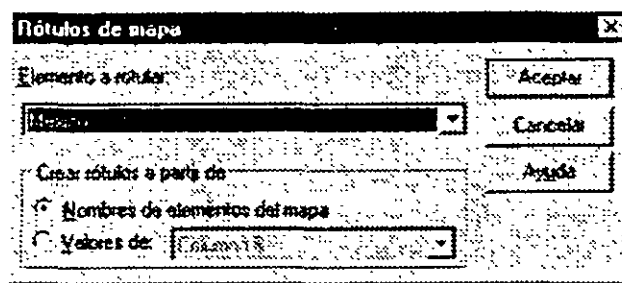 Rótulos de mapa
Elemento a rotular:
Aceptar
Cancelar
Crear rótulos a partir de
Ayuda
Nombres de elementos del mapa
Valores de: